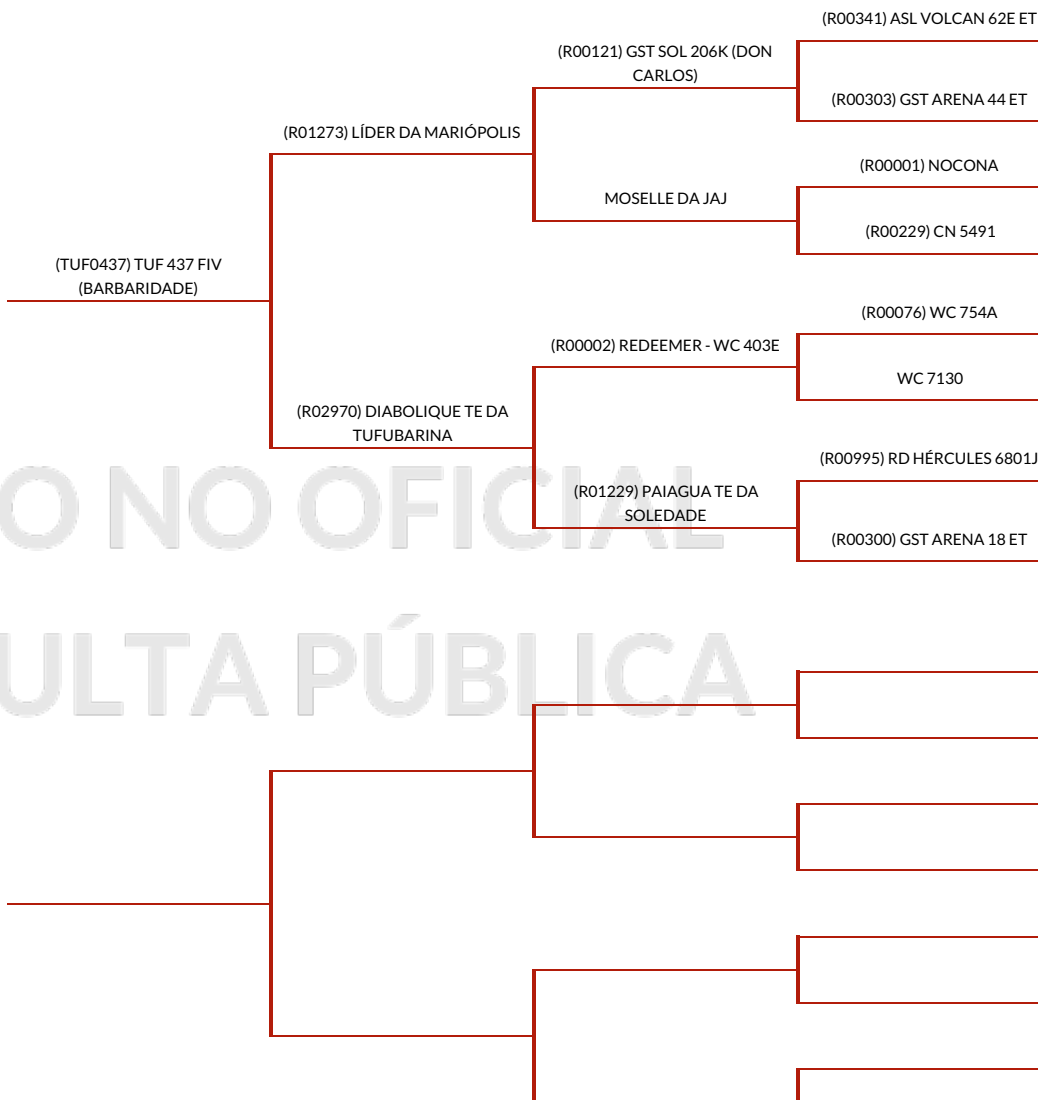 (R00341) ASL VOLCAN 62E ET
(R00121) GST SOL 206K (DON
CARLOS)
(R00303) GST ARENA 44 ET
(R01273) LÍDER DA MARIÓPOLIS
(R00001) NOCONA
MOSELLE DA JAJ
(R00229) CN 5491
(TUF0437) TUF 437 FIV
(BARBARIDADE)
(R00076) WC 754A
(R00002) REDEEMER - WC 403E
WC 7130
(R02970) DIABOLIQUE TE DA
TUFUBARINA
(R00995) RD HÉRCULES 6801J
(R01229) PAIAGUA TE DA
SOLEDADE
(R00300) GST ARENA 18 ET
O NO OFICIAL
ULTA PÚBLICA